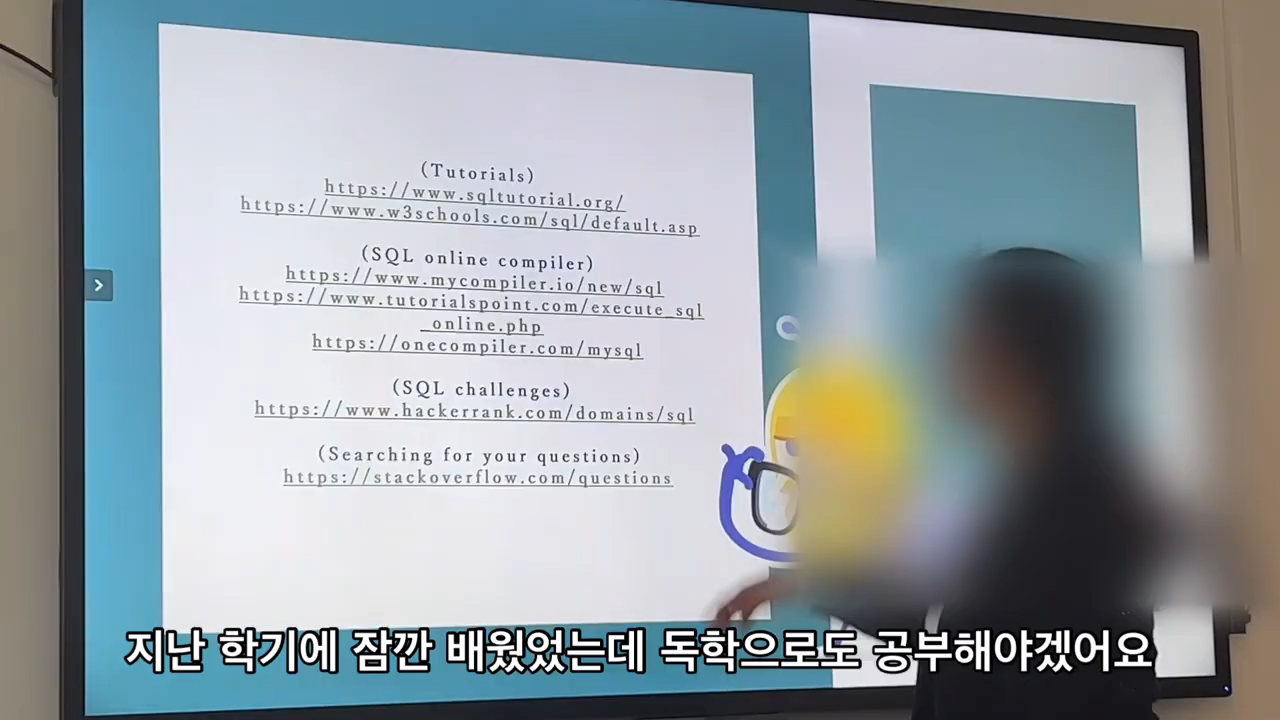 (Tutorials)
https://www.sqltutorial.org/
https://www.w3schools.com/sql/default.asp
(SQL online compiler)
https://www.mycompiler.io/new/sql
https://www.tutorialspoint.com/execute_sql
_online.php
https://onecompiler.com/mysql
(SQL challenges)
https://www.hackerrank.com/domains/sql
(Searching for your questions)
https://stackoverflow.com/questions
지난 학기에 잠깐 배웠었는데 독학으로도 공부해야겠어요